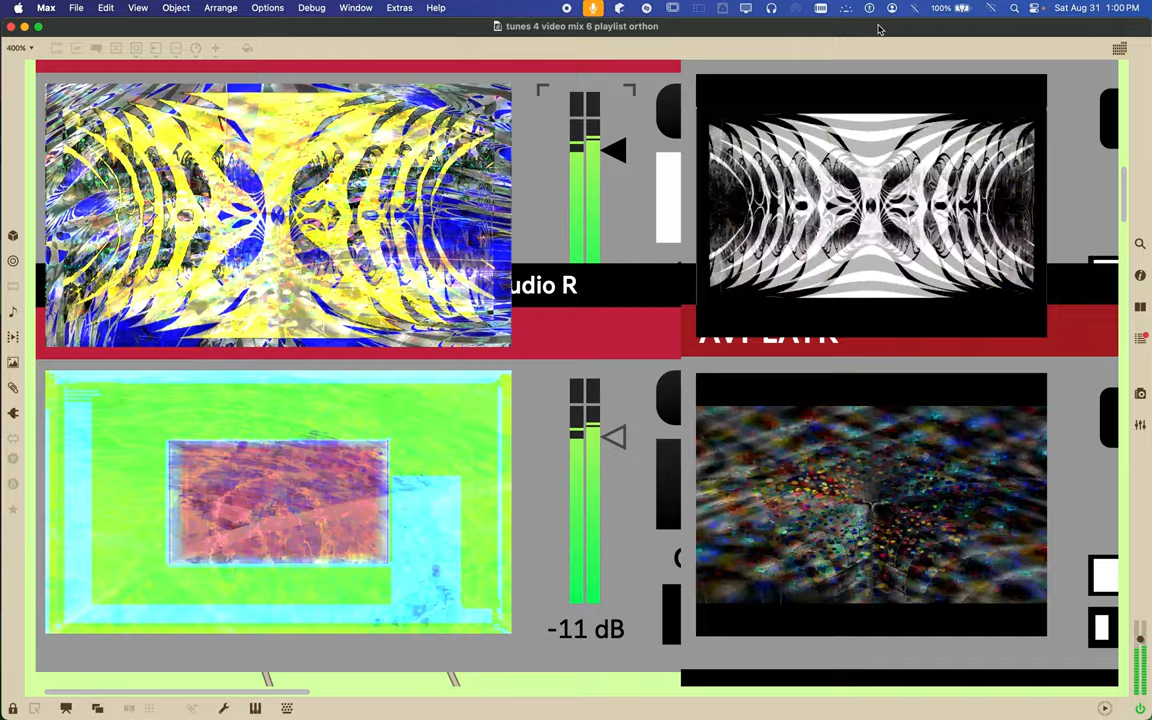 Max File Edit View Object Arrange Options Debug Window Extras Help 100% Sat Aug 31 1:00 PM
tunes 4 video mix 6 playlist orthon
400%
udio R
-11 dB